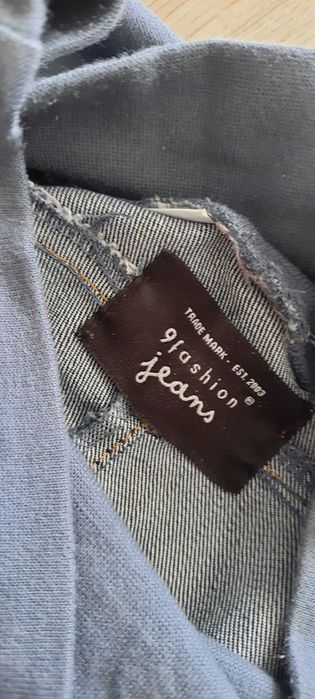 TRADE MARK - EST. 2003
9fashion ®
jeans